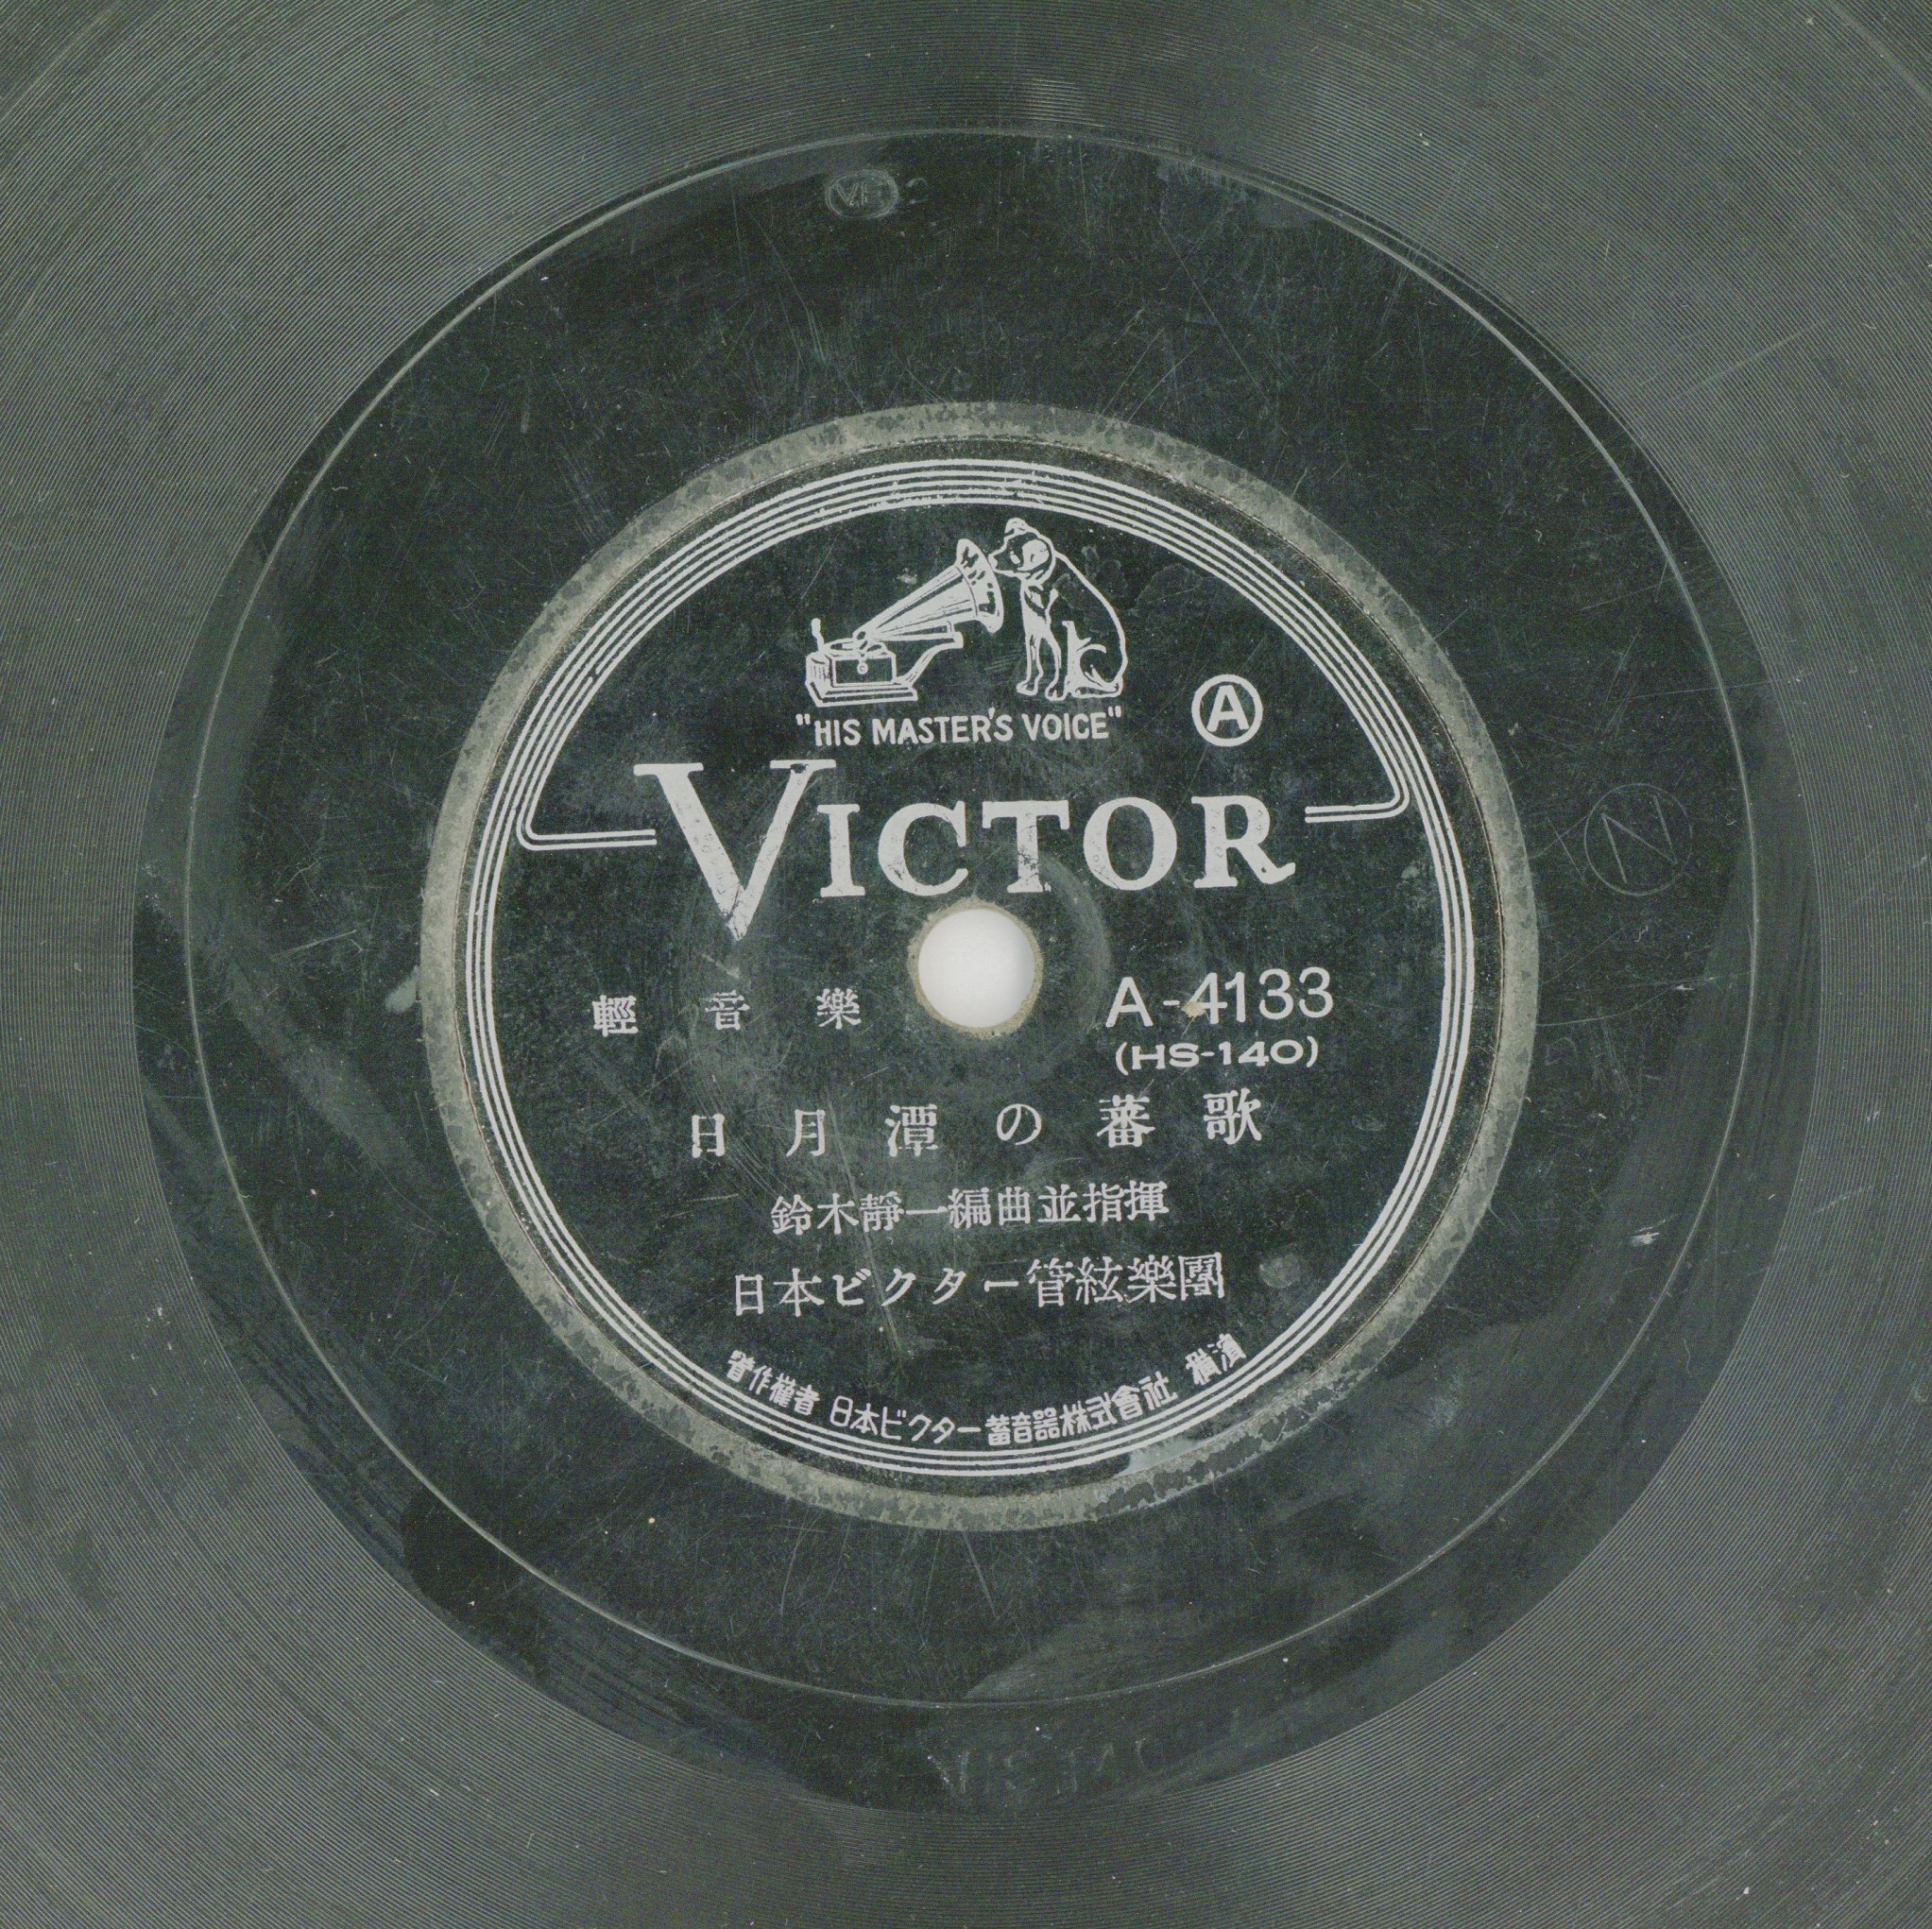 VE
"HIS MASTER'S VOICE"
A
VICTOR
N
輕音樂
A-4133
(HS-140)
日月潭の蕃歌
鈴木靜一編曲並指揮
日本ビクター管絃樂團
著作權者 日本ビクター蓄音器株式會社 橫濱